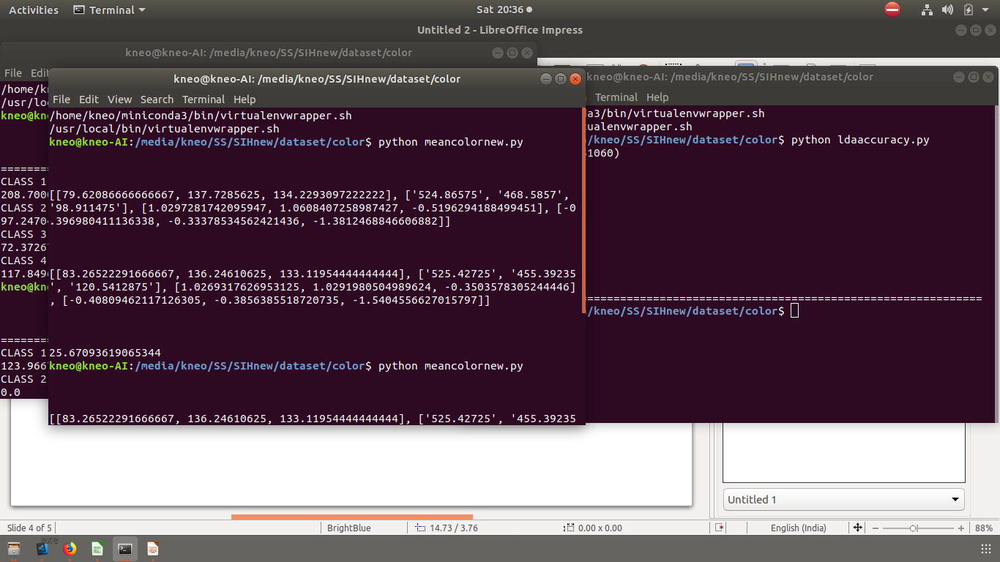 Activities
Terminal
Sat 20:36
Untitled 2 - LibreOffice Impress
kneo@kneo-AI: /media/kneo/SS/SIHnew/dataset/color
File Edi
/home/k
/usr/lo
kneo@kn
CLASS 1
208.700
CLASS 2
97.2470
CLASS 3
72.3726
CLASS 4
117.849
kneo@kn
CLASS 1
123.966
CLASS 2
0.0
kneo@kneo-AI: /media/kneo/SS/SIHnew/dataset/color
File Edit View Search Terminal Help
/home/kneo/miniconda3/bin/virtualenvwrapper.sh
/usr/local/bin/virtualenvwrapper.sh
kneo@kneo-AI:/media/kneo/SS/SIHnew/dataset/color$ python meancolornew.py
[[79.62086666666667, 137.7285625, 134.2293097222222], ['524.86575', '468.5857',
'98.911475'], [1.0297281742095947, 1.0608407258987427, -0.5196294188499451], [-0
.396980411136338, -0.33378534562421436, -1.3812468846606882]]
[[83.26522291666667, 136.24610625, 133.11954444444444], ['525.42725', '455.39235
', '120.5412875'], [1.0269317626953125, 1.0291980504989624, -0.3503578305244446]
, [-0.40809462117126305, -0.3856385518720735, -1.5404556627015797]]
25.67093619065344
kneo@kneo-AI:/media/kneo/SS/SIHnew/dataset/color$ python meancolornew.py
[[83.26522291666667, 136.24610625, 133.11954444444444], ['525.42725', '455.39235
kneo@kneo-AI: /media/kneo/SS/SIHnew/dataset/color
Terminal Help
a3/bin/virtualenvwrapper.sh
tualenvwrapper.sh
/kneo/SS/SIHnew/dataset/color$ python ldaaccuracy.py
51060)
=============================================================
/kneo/SS/SIHnew/dataset/color$
Untitled 1
Slide 4 of 5
BrightBlue
14.73 / 3.76
0.00 x 0.00
English (India)
88%
.exe